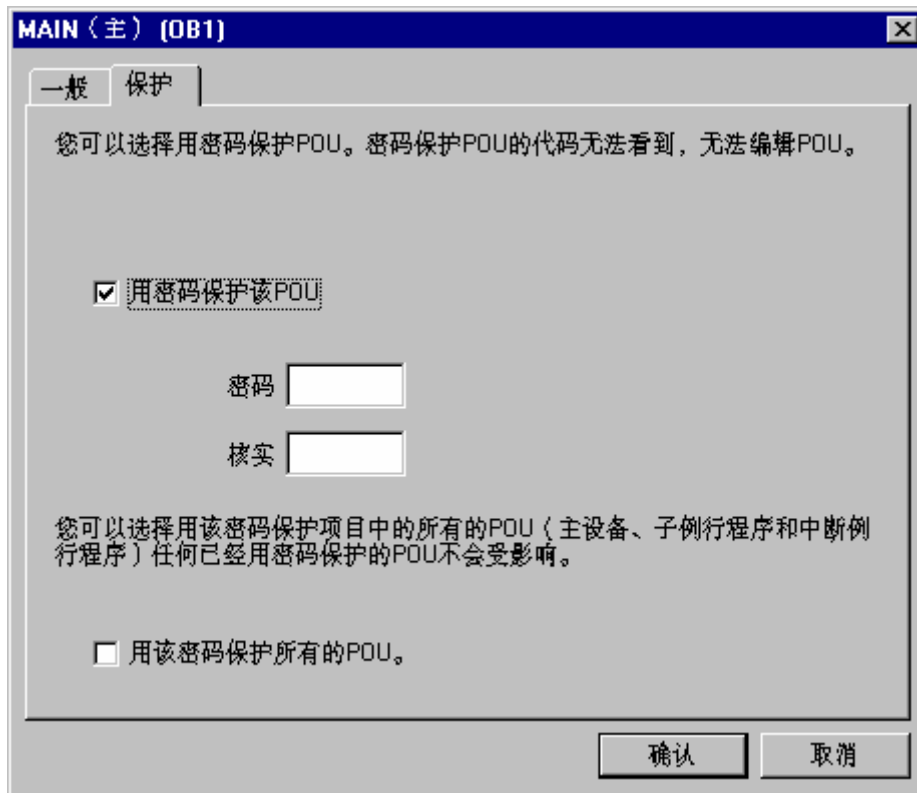 MAIN（主） (OB1)
一般
保护
您可以选择用密码保护POU。密码保护POU的代码无法看到，无法编辑POU。
用密码保护该POU
密码
核实
您可以选择用该密码保护项目中的所有的POU（主设备、子例行程序和中断例
行程序）任何已经用密码保护的POU不会受影响。
用该密码保护所有的POU。
确认
取消